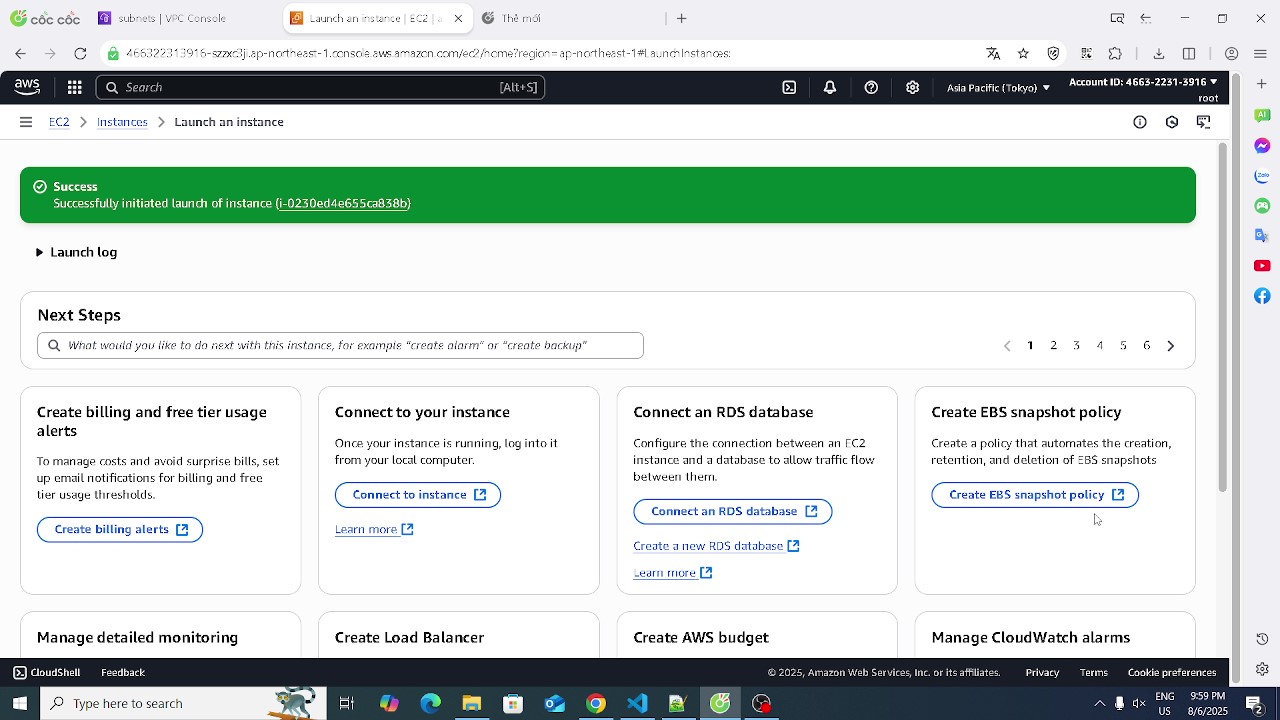 cốc cốc
subnets | VPC Console
Launch an instance | EC2 | a
Thẻ mới
466322313916-szzxc3ji.ap-northeast-1.console.aws.amazon.com/ec2/home?region=ap-northeast-1#LaunchInstances:
aws
Search
[Alt+S]
Asia Pacific (Tokyo)
Account ID: 4663-2231-3916
root
EC2
Instances
Launch an instance
Success
Successfully initiated launch of instance (i-0230ed4e655ca838b)
Launch log
Next Steps
What would you like to do next with this instance, for example "create alarm" or "create backup"
1 2 3 4 5 6
Create billing and free tier usage
alerts
To manage costs and avoid surprise bills, set
up email notifications for billing and free
tier usage thresholds.
Create billing alerts
Connect to your instance
Once your instance is running, log into it
from your local computer.
Connect to instance
Learn more
Connect an RDS database
Configure the connection between an EC2
instance and a database to allow traffic flow
between them.
Connect an RDS database
Create a new RDS database
Learn more
Create EBS snapshot policy
Create a policy that automates the creation,
retention, and deletion of EBS snapshots
Create EBS snapshot policy
Manage detailed monitoring
Create Load Balancer
Create AWS budget
Manage CloudWatch alarms
CloudShell
Feedback
© 2025, Amazon Web Services, Inc. or its affiliates.
Privacy
Terms
Cookie preferences
AI
Zalo
Type here to search
ENG
US
9:59 PM
8/6/2025
2